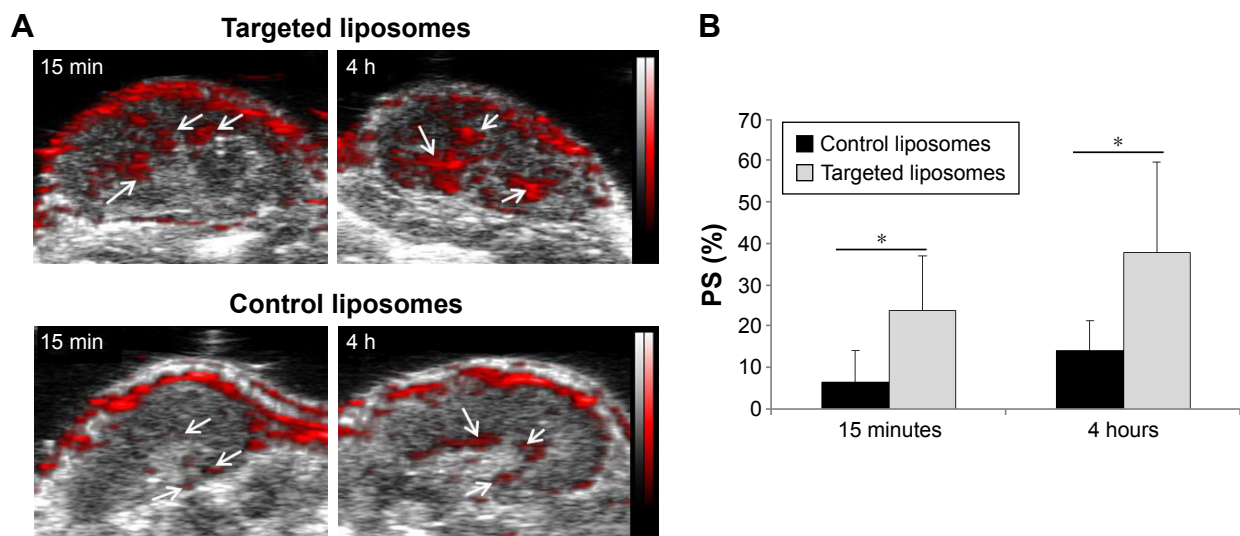 A
Targeted liposomes
15 min
4 h
Control liposomes
15 min
4 h
B
70
60
50
40
30
20
10
0
PS (%)
Control liposomes
Targeted liposomes
*
*
15 minutes
4 hours